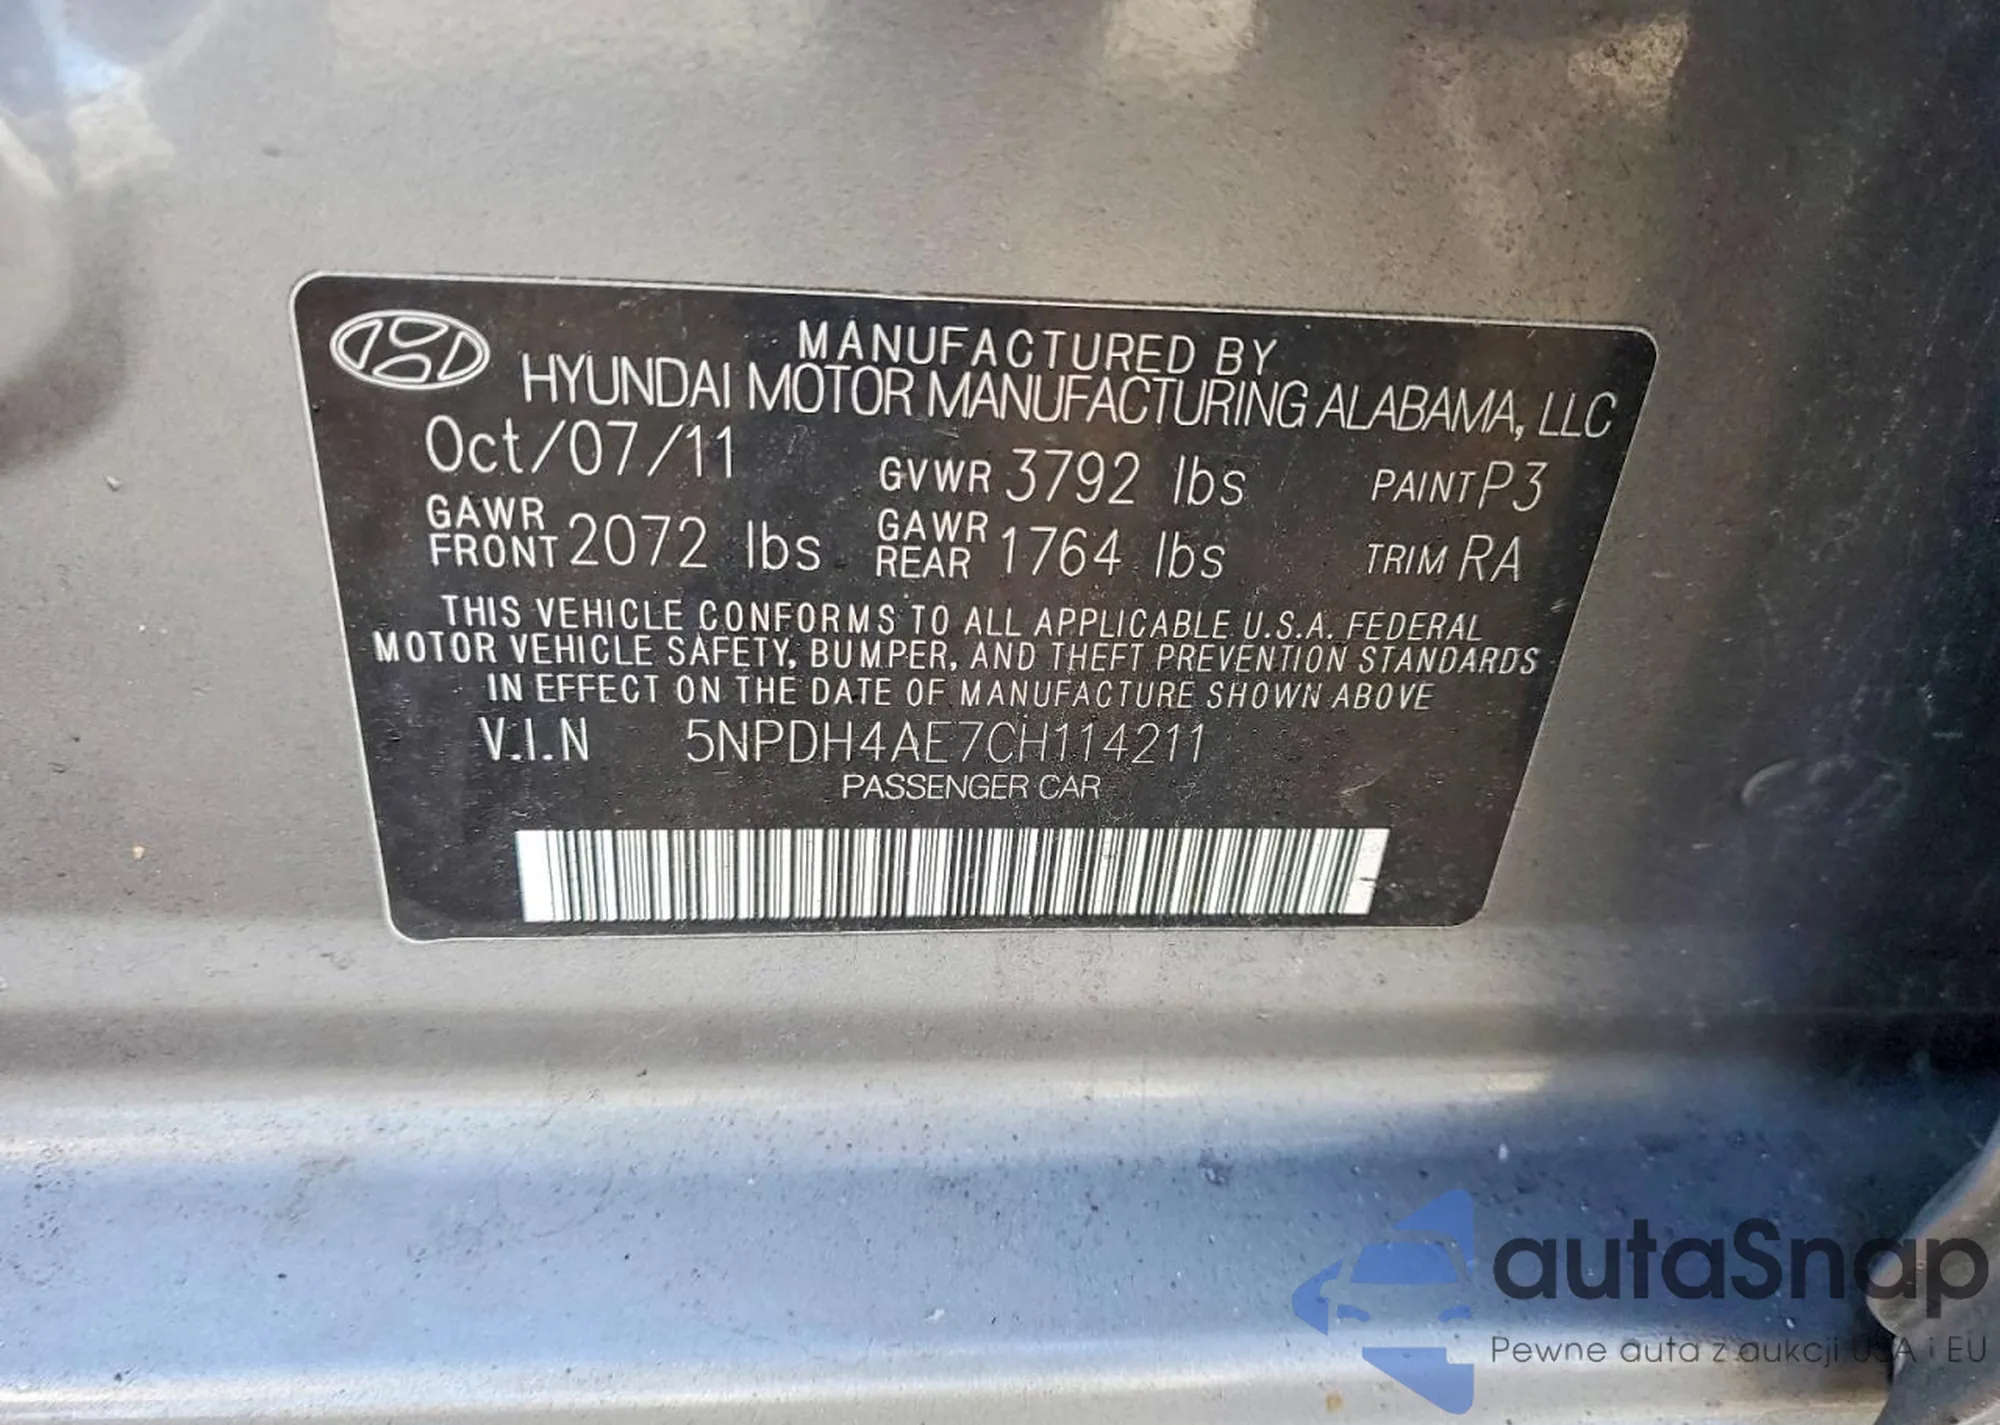 MANUFACTURED BY
HYUNDAI MOTOR MANUFACTURING ALABAMA, LLC
Oct/07/11 GVWR 3792 lbs PAINT P3
GAWR FRONT 2072 lbs GAWR REAR 1764 lbs TRIM RA
THIS VEHICLE CONFORMS TO ALL APPLICABLE U.S.A. FEDERAL
MOTOR VEHICLE SAFETY, BUMPER, AND THEFT PREVENTION STANDARDS
IN EFFECT ON THE DATE OF MANUFACTURE SHOWN ABOVE
V.I.N 5NPDH4AE7CH114211
PASSENGER CAR
autaSnap
Pewne auta z aukcji USA i EU